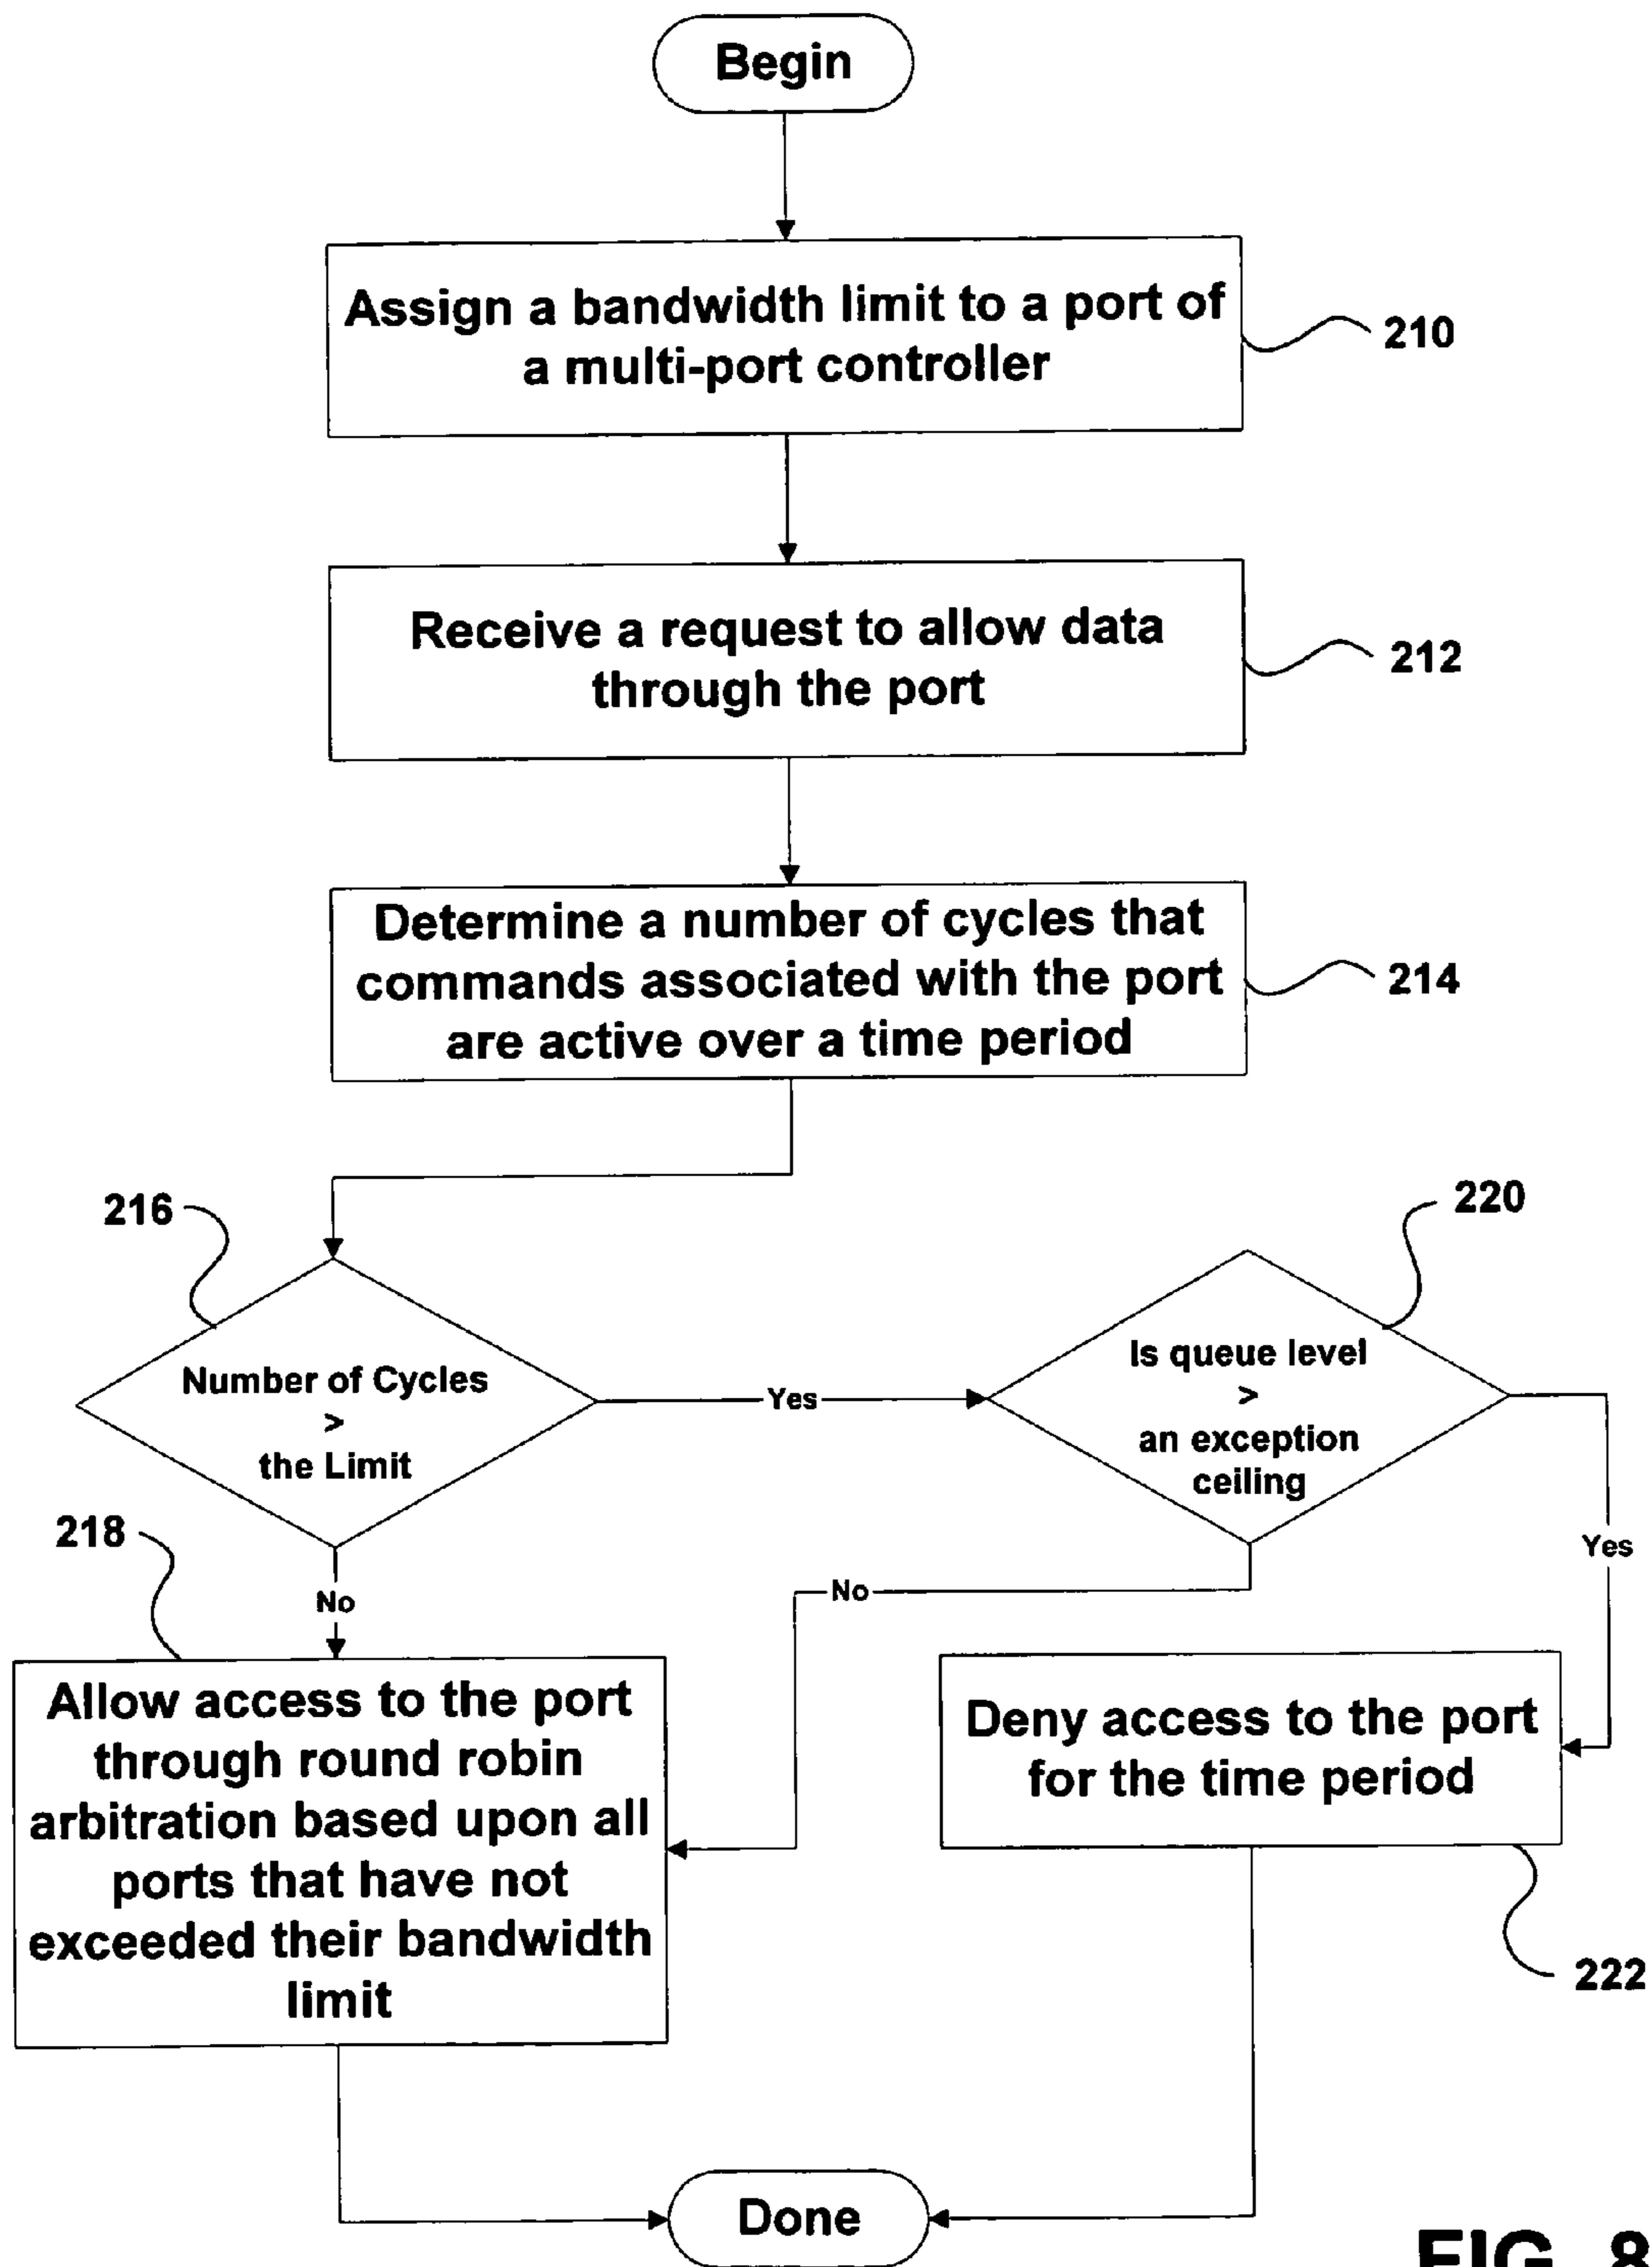 Begin
Assign a bandwidth limit to a port of
a multi-port controller
210
Receive a request to allow data
through the port
212
Determine a number of cycles that
commands associated with the port
are active over a time period
214
216
Number of Cycles
>
the Limit
Yes
220
Is queue level
>
an exception
ceiling
Yes
No
No
218
Allow access to the port
through round robin
arbitration based upon all
ports that have not
exceeded their bandwidth
limit
Deny access to the port
for the time period
222
Done
FIG. 8